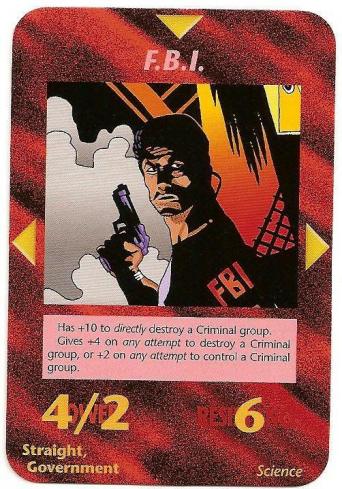 F.B.I.
FBI
Has +10 to directly destroy a Criminal group.
Gives +4 on any attempt to destroy a Criminal
group, or +2 on any attempt to control a Criminal
group.
4/2 6
Straight,
Government
Science